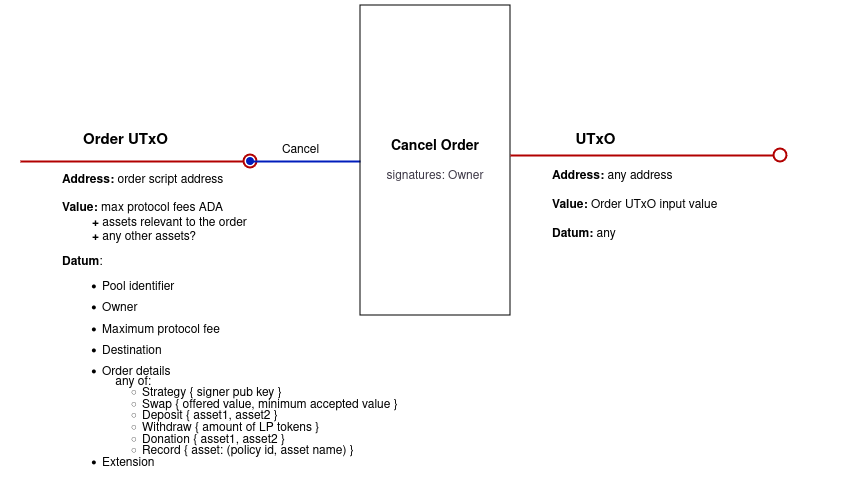 Order UTxO
Cancel
Address: order script address
Value: max protocol fees ADA
+ assets relevant to the order
+ any other assets?
Datum:
• Pool identifier
• Owner
• Maximum protocol fee
• Destination
• Order details
any of:
○ Strategy { signer pub key }
○ Swap { offered value, minimum accepted value }
○ Deposit { asset1, asset2 }
○ Withdraw { amount of LP tokens }
○ Donation { asset1, asset2 }
○ Record { asset: (policy id, asset name) }
• Extension
Cancel Order
signatures: Owner
UTxO
Address: any address
Value: Order UTxO input value
Datum: any